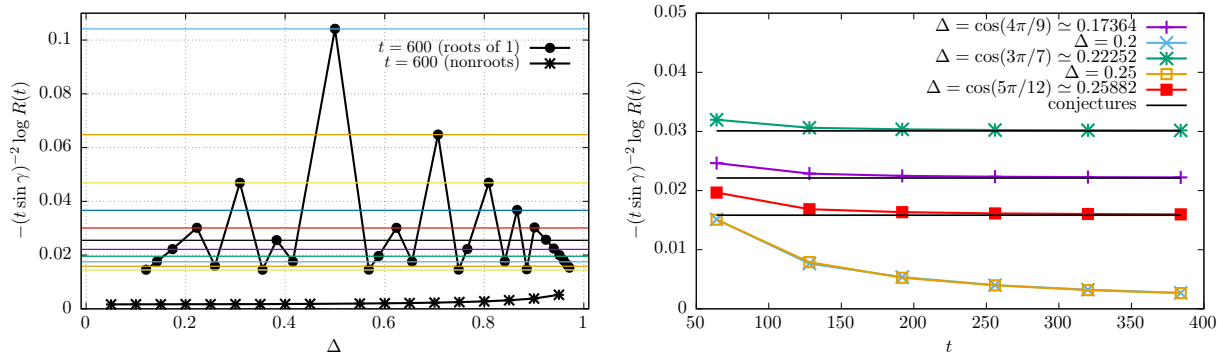 0.1
0.08
0.06
0.04
0.02
0
0
0.2
0.4
0.6
0.8
1
−(t sin γ)⁻² log R(t)
Δ
t = 600 (roots of 1)
t = 600 (nonroots)
0.05
0.04
0.03
0.02
0.01
0
50
100
150
200
250
300
350
400
−(t sin γ)⁻² log R(t)
t
Δ = cos(4π/9) ≃ 0.17364
Δ = 0.2
Δ = cos(3π/7) ≃ 0.22252
Δ = 0.25
Δ = cos(5π/12) ≃ 0.25882
conjectures